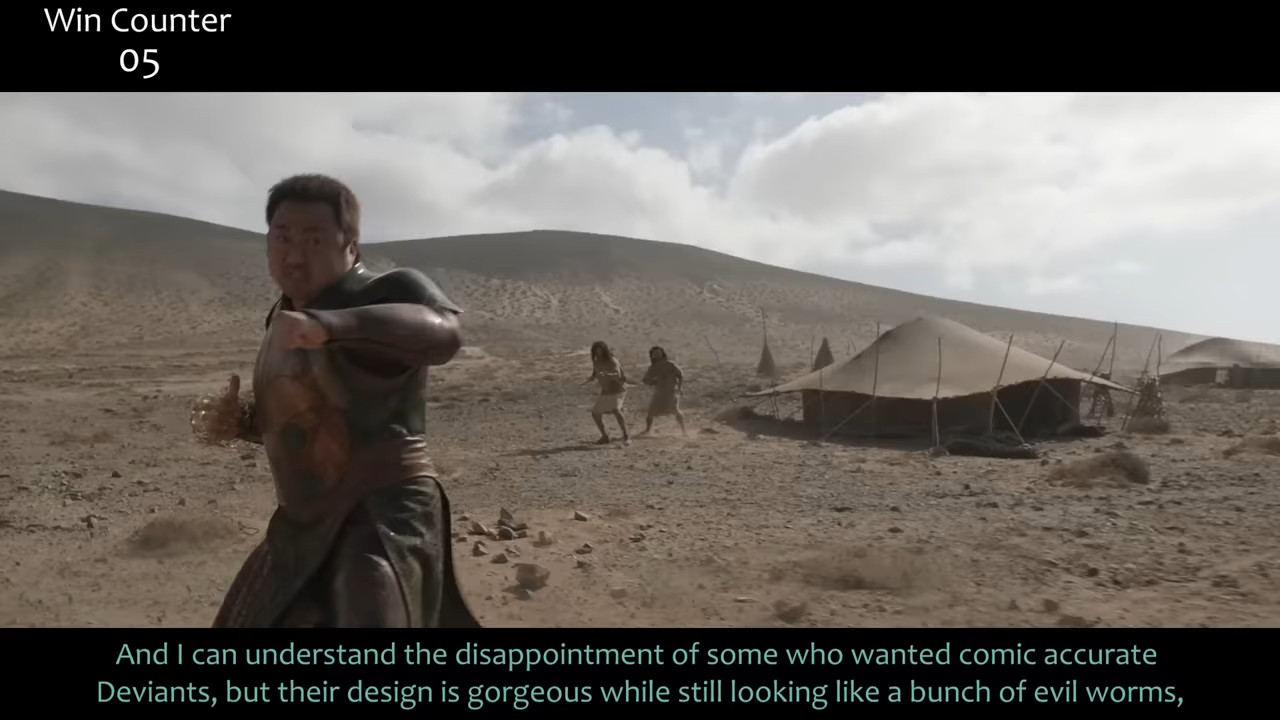 Win Counter
05
And I can understand the disappointment of some who wanted comic accurate
Deviants, but their design is gorgeous while still looking like a bunch of evil worms,